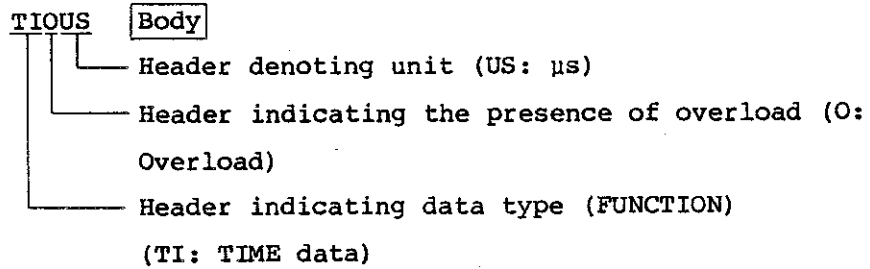 TIOUS Body
Header denoting unit (US: µs)
Header indicating the presence of overload (O:
Overload)
Header indicating data type (FUNCTION)
(TI: TIME data)